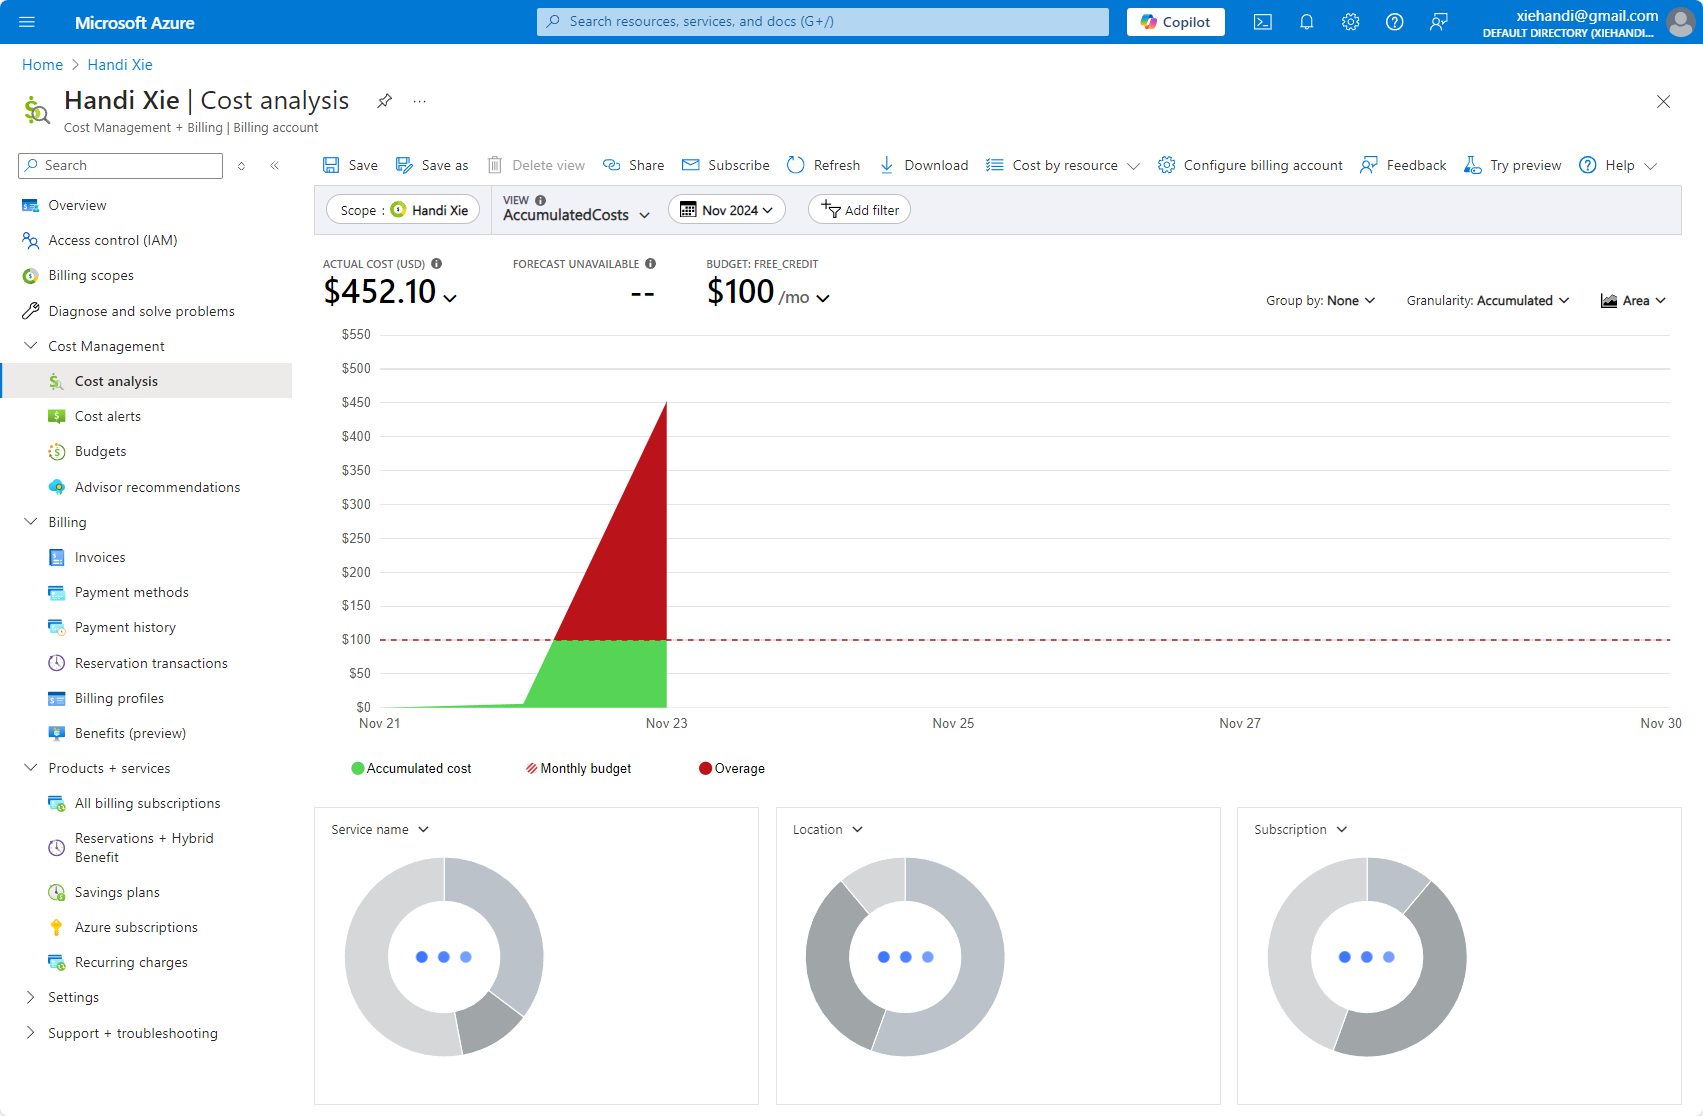 Microsoft Azure
Search resources, services, and docs (G+/)
Copilot
xiehandi@gmail.com
DEFAULT DIRECTORY (XIEHANDI...
Home > Handi Xie
Handi Xie | Cost analysis
Cost Management + Billing | Billing account
Search
Save
Save as
Delete view
Share
Subscribe
Refresh
Download
Cost by resource
Configure billing account
Feedback
Try preview
Help
Overview
Access control (IAM)
Billing scopes
Diagnose and solve problems
Cost Management
Cost analysis
Cost alerts
Budgets
Advisor recommendations
Billing
Invoices
Payment methods
Payment history
Reservation transactions
Billing profiles
Benefits (preview)
Products + services
All billing subscriptions
Reservations + Hybrid
Benefit
Savings plans
Azure subscriptions
Recurring charges
Settings
Support + troubleshooting
Scope : Handi Xie
VIEW
AccumulatedCosts
Nov 2024
Add filter
ACTUAL COST (USD)
$452.10
FORECAST UNAVAILABLE
--
BUDGET: FREE_CREDIT
$100 /mo
Group by: None
Granularity: Accumulated
Area
$550
$500
$450
$400
$350
$300
$250
$200
$150
$100
$50
$0
Nov 21
Nov 23
Nov 25
Nov 27
Nov 30
Accumulated cost
Monthly budget
Overage
Service name
Location
Subscription